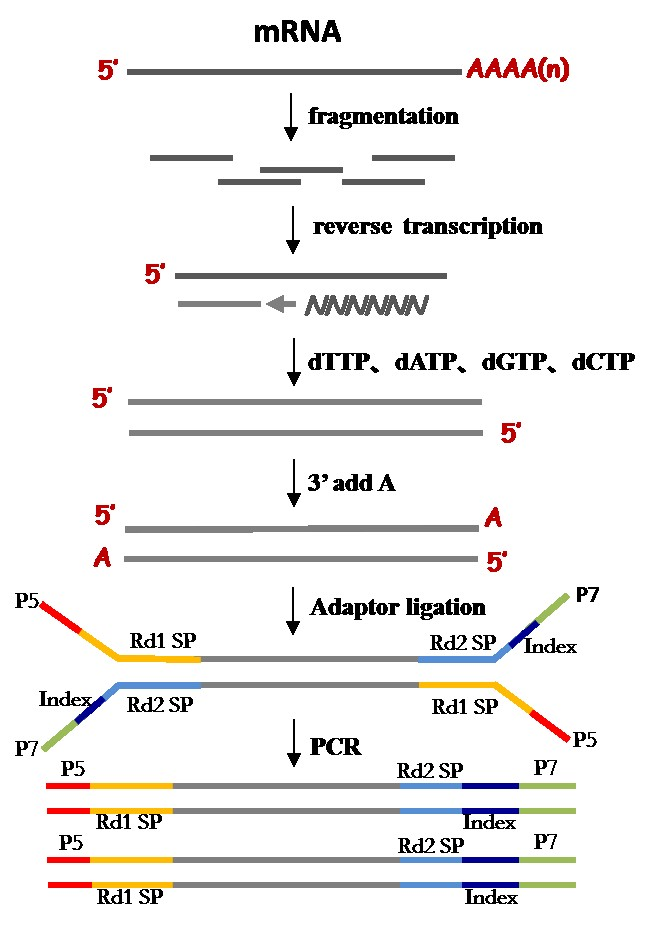 mRNA
5' AAAA(n)
fragmentation
reverse transcription
5'
dTTP、dATP、dGTP、dCTP
5'
5'
3' add A
5' A
A 5'
Adaptor ligation
P5 P7
Rd1 SP Rd2 SP Index
Index Rd2 SP Rd1 SP
P7 P5
PCR
P5 Rd2 SP P7
Rd1 SP Index
P5 Rd2 SP P7
Rd1 SP Index